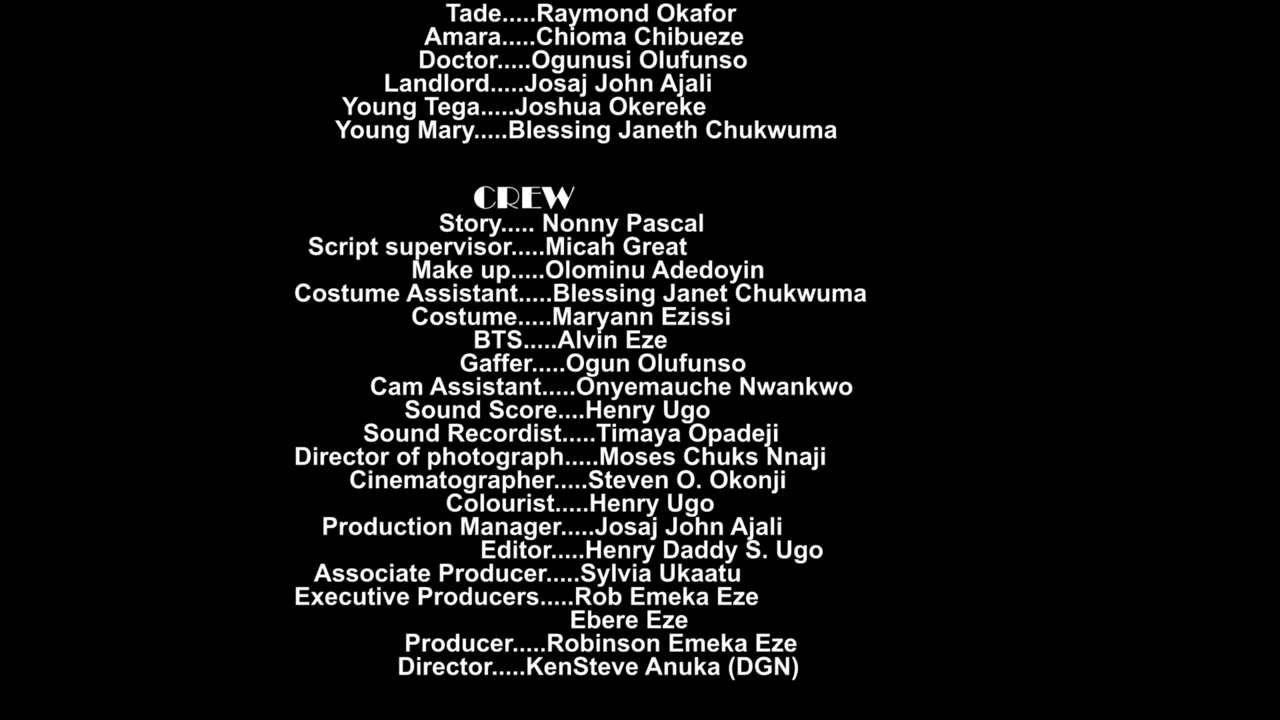 Tade.....Raymond Okafor
Amara.....Chioma Chibueze
Doctor.....Ogunusi Olufunso
Landlord.....Josaj John Ajali
Young Tega.....Joshua Okereke
Young Mary.....Blessing Janeth Chukwuma
CREW
Story..... Nonny Pascal
Script supervisor.....Micah Great
Make up.....Olominu Adedoyin
Costume Assistant.....Blessing Janet Chukwuma
Costume.....Maryann Ezissi
BTS.....Alvin Eze
Gaffer.....Ogun Olufunso
Cam Assistant.....Onyemauche Nwankwo
Sound Score....Henry Ugo
Sound Recordist.....Timaya Opadeji
Director of photograph.....Moses Chuks Nnaji
Cinematographer.....Steven O. Okonji
Colourist.....Henry Ugo
Production Manager.....Josaj John Ajali
Editor.....Henry Daddy S. Ugo
Associate Producer.....Sylvia Ukaatu
Executive Producers.....Rob Emeka Eze
Ebere Eze
Producer.....Robinson Emeka Eze
Director.....KenSteve Anuka (DGN)